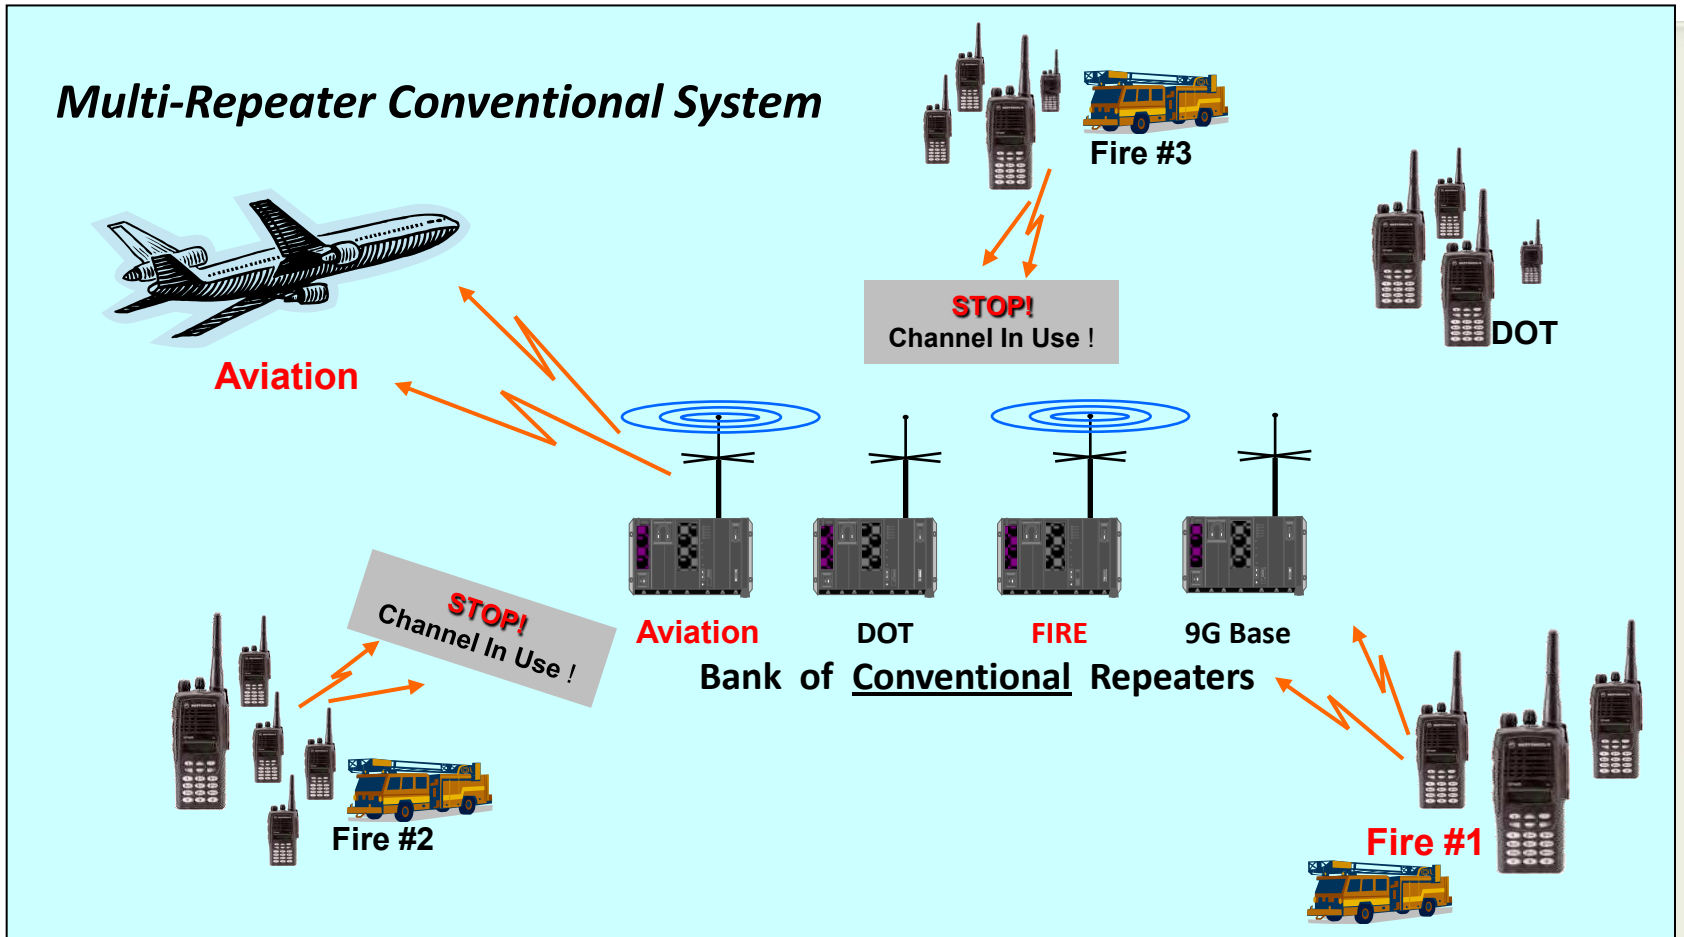 Multi-Repeater Conventional System
Fire #3
DOT
STOP!
Channel In Use !
Aviation
STOP!
Channel In Use !
Aviation
DOT
FIRE
9G Base
Bank of Conventional Repeaters
Fire #2
Fire #1